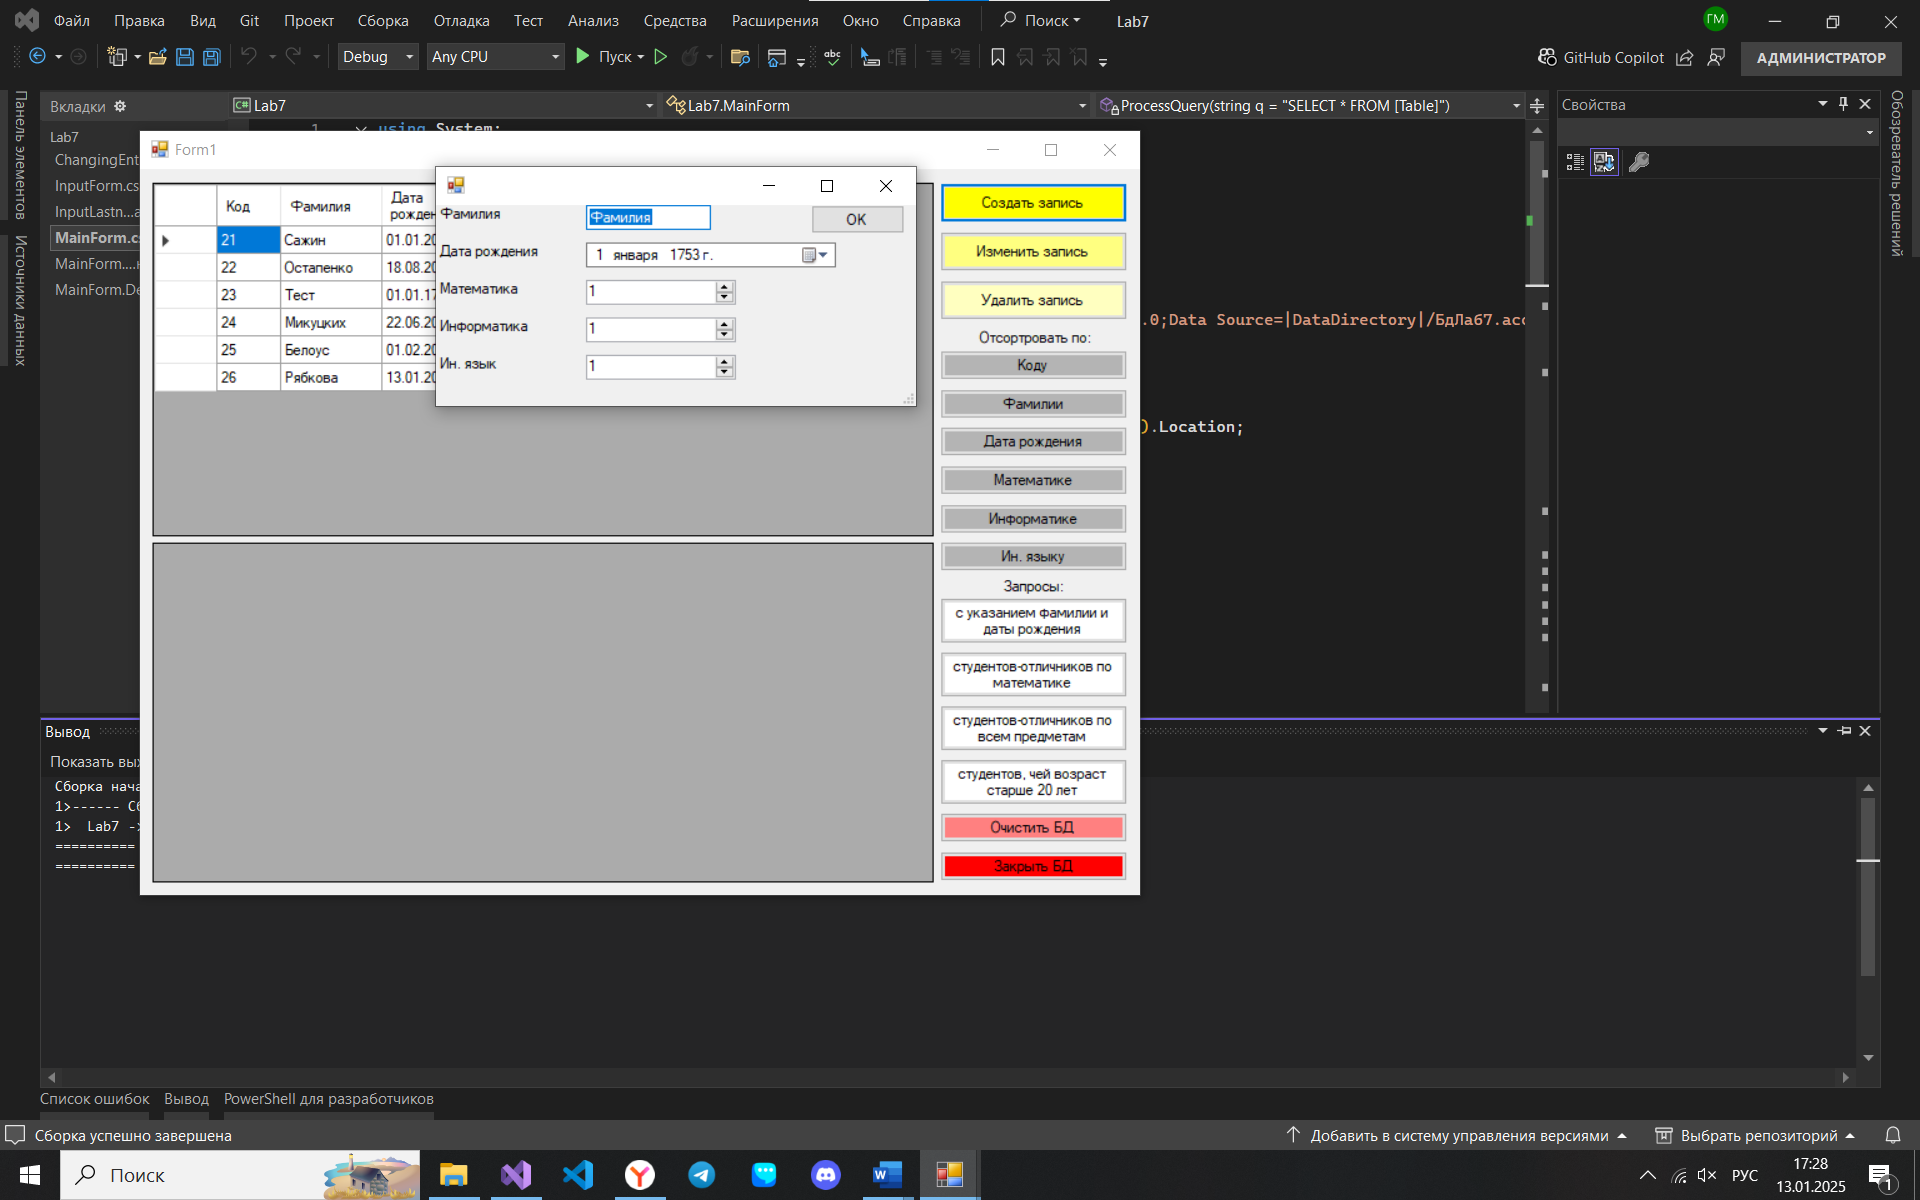 Файл Правка Вид Git Проект Сборка Отладка Тест Анализ Средства Расширения Окно Справка Поиск Lab7 ГМ
Debug Any CPU Пуск abc GitHub Copilot АДМИНИСТРАТОР
Панель элементов
Источники данных
Вкладки
Lab7
ChangingEnt
InputForm.cs
InputLastn...
MainForm.c
MainForm....
MainForm.De
Lab7 Lab7.MainForm ProcessQuery(string q = "SELECT * FROM [Table]")
1 using System;
Form1
Код Фамилия Дата рожден
21 Сажин 01.01.20
22 Остапенко 18.08.20
23 Тест 01.01.17
24 Микуцких 22.06.20
25 Белоус 01.02.20
26 Рябкова 13.01.20
Фамилия Фамилия OK
Дата рождения 1 января 1753 г.
Математика 1
Информатика 1
Ин. язык 1
Создать запись
Изменить запись
Удалить запись
Отсортировать по:
Коду
Фамилии
Дата рождения
Математике
Информатике
Ин. языку
Запросы:
с указанием фамилии и
даты рождения
студентов-отличников по
математике
студентов-отличников по
всем предметам
студентов, чей возраст
старше 20 лет
Очистить БД
Закрыть БД
.0;Data Source=|DataDirectory|/БдЛаб7.acc
).Location;
Свойства
Обозреватель решений
Вывод
Показать вых
Сборка нача
1>------ Сб
1> Lab7 -
==========
==========
Список ошибок Вывод PowerShell для разработчиков
Сборка успешно завершена Добавить в систему управления версиями Выбрать репозиторий
Поиск РУС 17:28
13.01.2025 1